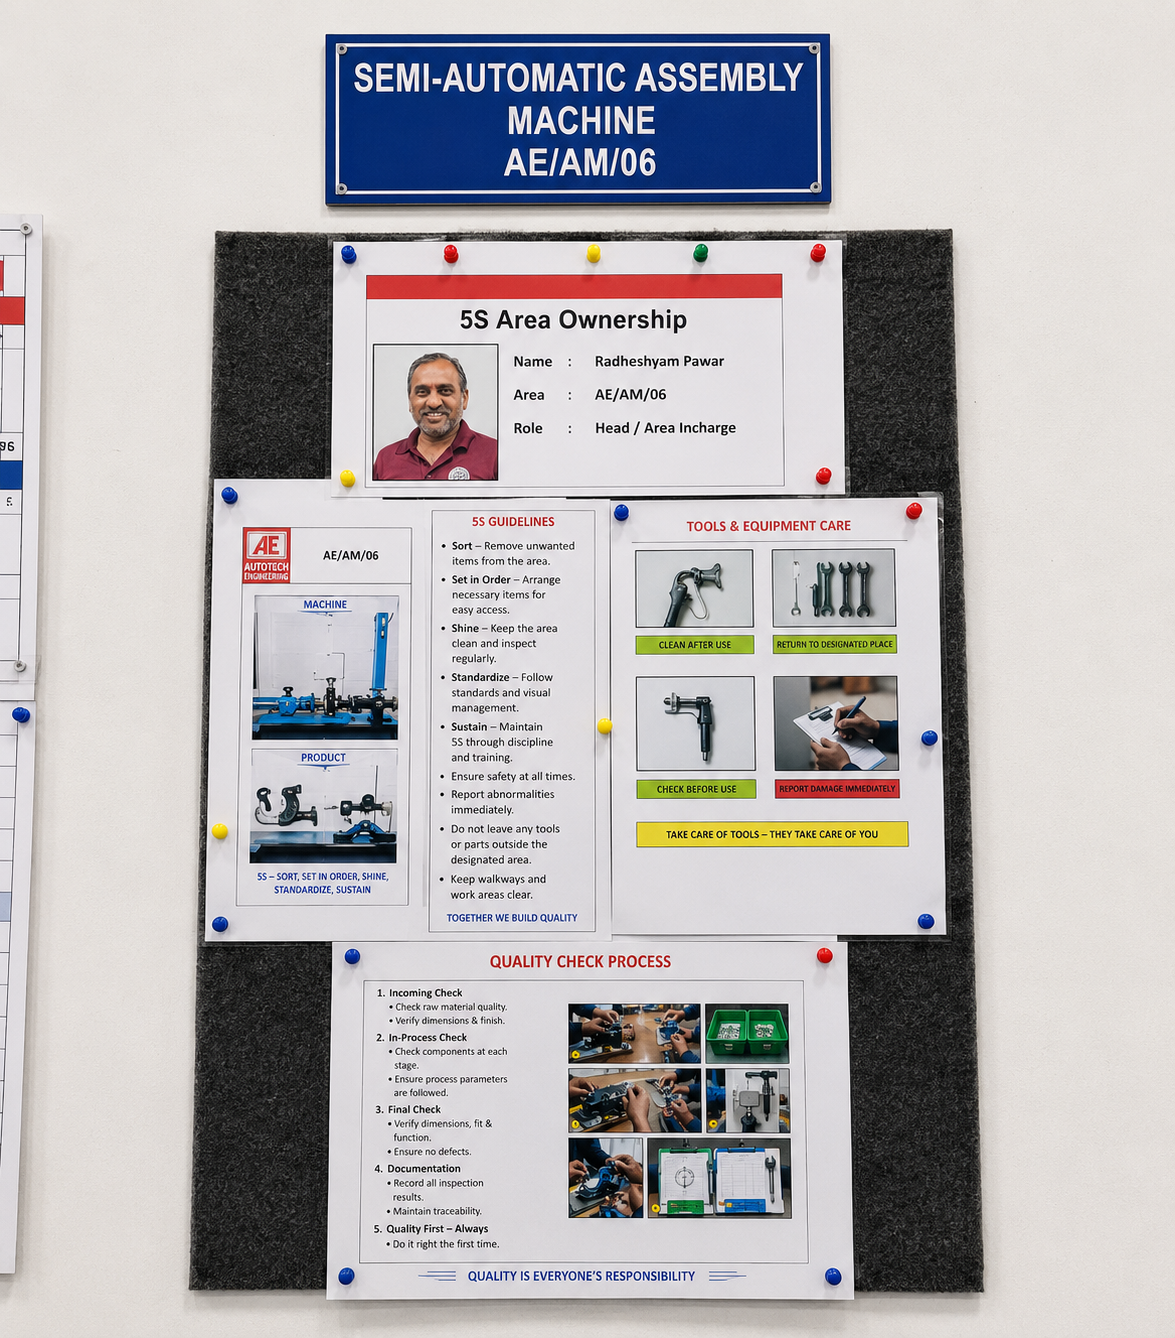 SEMI-AUTOMATIC ASSEMBLY
MACHINE
AE/AM/06
5S Area Ownership
Name : Radheshyam Pawar
Area : AE/AM/06
Role : Head / Area Incharge
AE
AUTOTECH
ENGINEERING
AE/AM/06
MACHINE
PRODUCT
5S – SORT, SET IN ORDER, SHINE,
STANDARDIZE, SUSTAIN
5S GUIDELINES
• Sort – Remove unwanted
items from the area.
• Set in Order – Arrange
necessary items for
easy access.
• Shine – Keep the area
clean and inspect
regularly.
• Standardize – Follow
standards and visual
management.
• Sustain – Maintain
5S through discipline
and training.
• Ensure safety at all times.
• Report abnormalities
immediately.
• Do not leave any tools
or parts outside the
designated area.
• Keep walkways and
work areas clear.
TOGETHER WE BUILD QUALITY
TOOLS & EQUIPMENT CARE
CLEAN AFTER USE
RETURN TO DESIGNATED PLACE
CHECK BEFORE USE
REPORT DAMAGE IMMEDIATELY
TAKE CARE OF TOOLS – THEY TAKE CARE OF YOU
QUALITY CHECK PROCESS
1. Incoming Check
• Check raw material quality.
• Verify dimensions & finish.
2. In-Process Check
• Check components at each
stage.
• Ensure process parameters
are followed.
3. Final Check
• Verify dimensions, fit &
function.
• Ensure no defects.
4. Documentation
• Record all inspection
results.
• Maintain traceability.
5. Quality First – Always
• Do it right the first time.
QUALITY IS EVERYONE'S RESPONSIBILITY